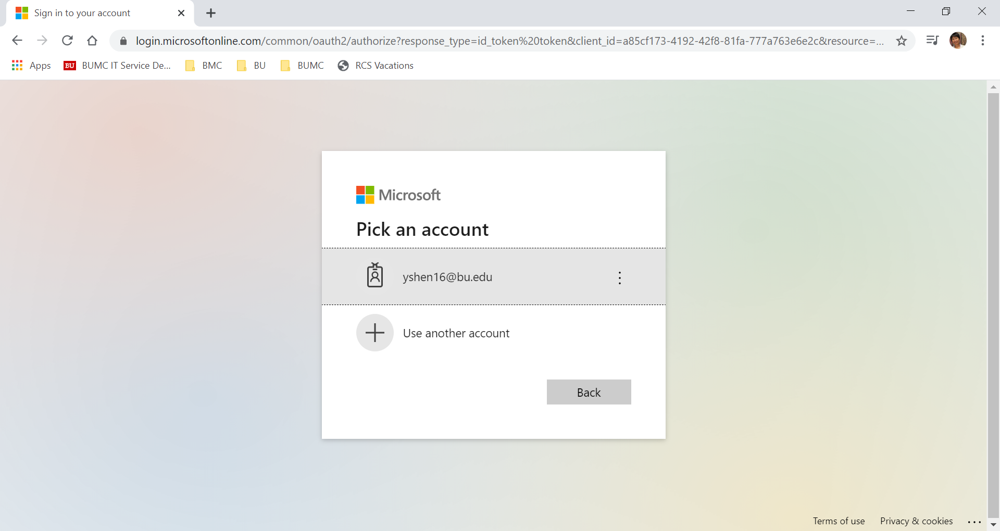 Sign in to your account
login.microsoftonline.com/common/oauth2/authorize?response_type=id_token%20token&client_id=a85cf173-4192-42f8-81fa-777a763e6e2c&resource=...
Apps BU BUMC IT Service De... BMC BU BUMC RCS Vacations
Microsoft
Pick an account
yshen16@bu.edu
Use another account
Back
Terms of use Privacy & cookies ...